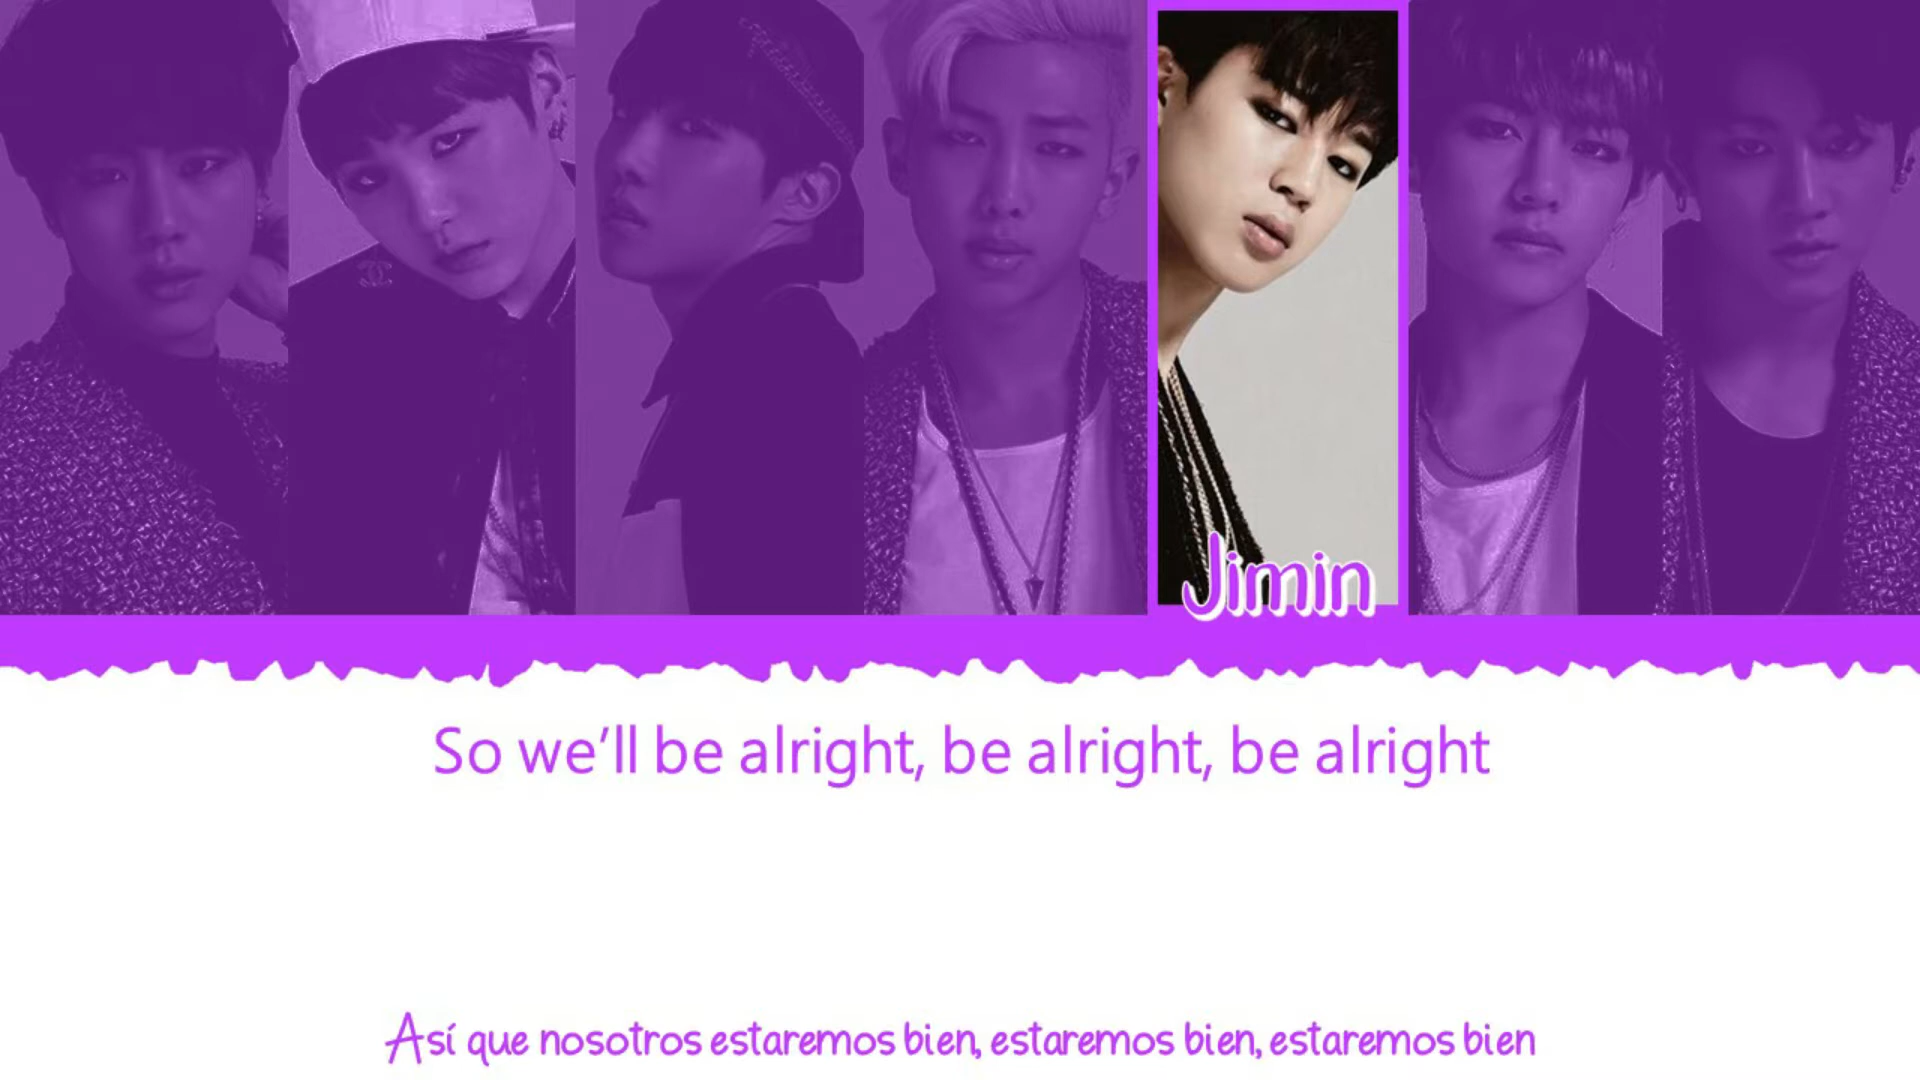 Jimin
So we’ll be alright, be alright, be alright
Así que nosotros estaremos bien, estaremos bien, estaremos bien